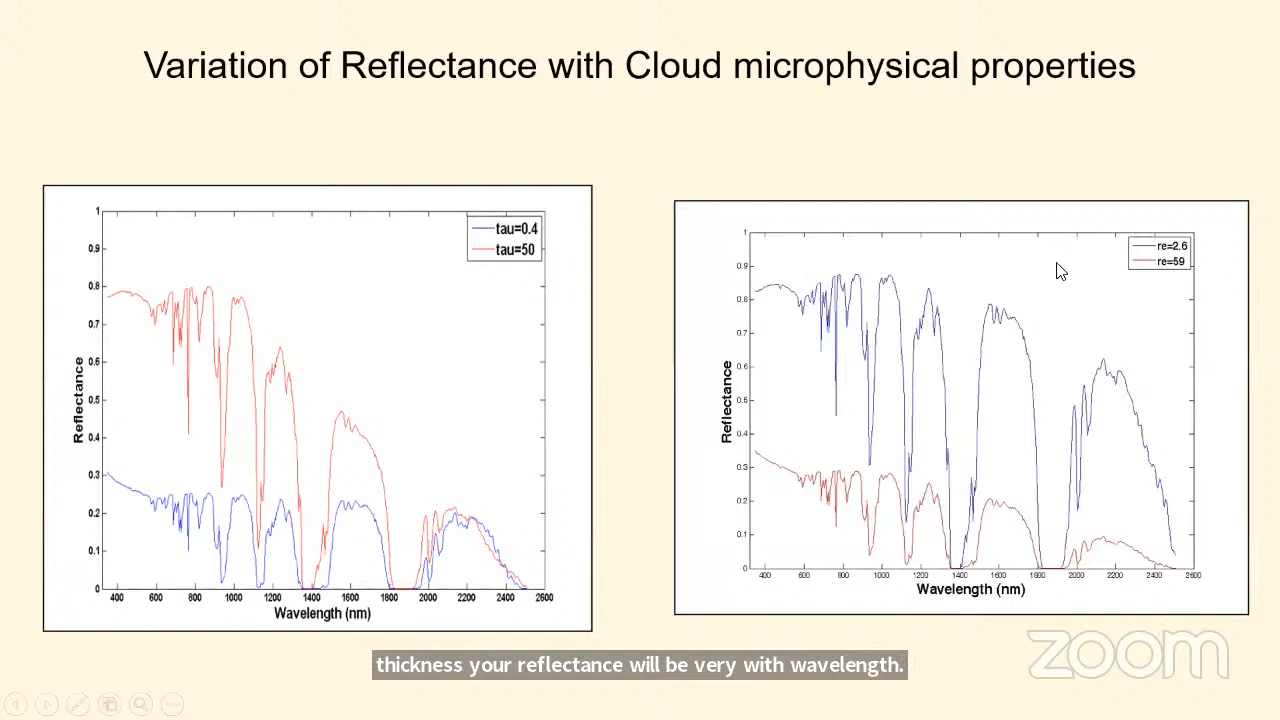 Variation of Reflectance with Cloud microphysical properties
1
0.9
0.8
0.7
0.6
0.5
0.4
0.3
0.2
0.1
0
Reflectance
tau=0.4
tau=50
400 600 800 1000 1200 1400 1600 1800 2000 2200 2400 2600
Wavelength (nm)
1
0.9
0.8
0.7
0.6
0.5
0.4
0.3
0.2
0.1
0
Reflectance
re=2.6
re=59
400 600 800 1000 1200 1400 1600 1800 2000 2200 2400 2600
Wavelength (nm)
thickness your reflectance will be very with wavelength.
zoom